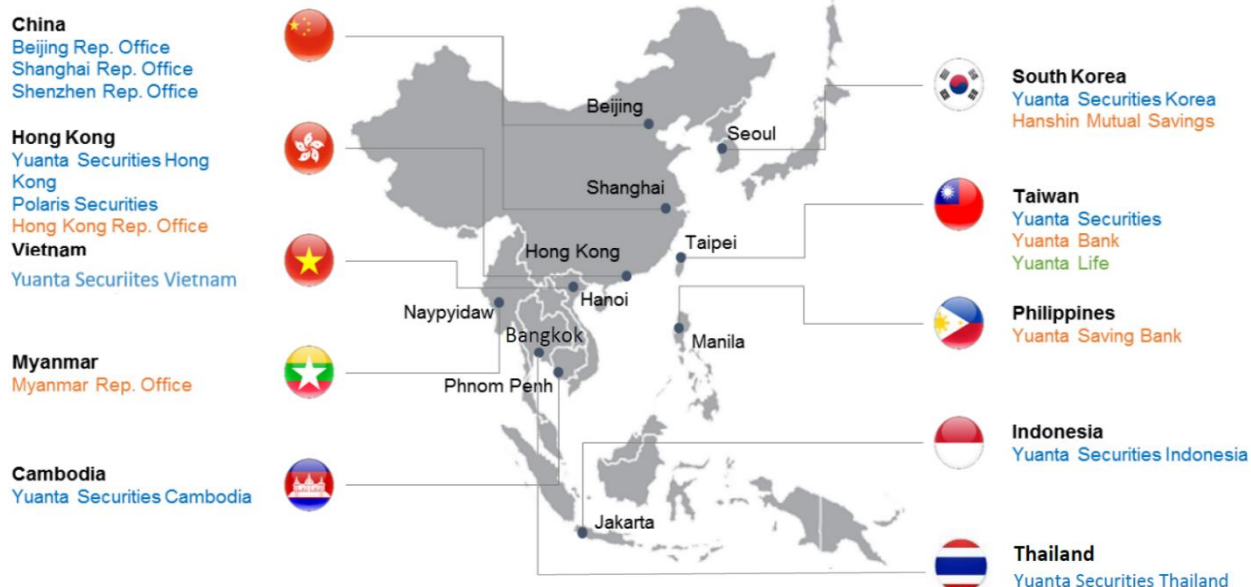 China
Beijing Rep. Office
Shanghai Rep. Office
Shenzhen Rep. Office
Hong Kong
Yuanta Securities Hong
Kong
Polaris Securities
Hong Kong Rep. Office
Vietnam
Yuanta Securiites Vietnam
Myanmar
Myanmar Rep. Office
Cambodia
Yuanta Securities Cambodia
Beijing
Seoul
Shanghai
Taipei
Hong Kong
Hanoi
Naypyidaw
Bangkok
Manila
Phnom Penh
Jakarta
South Korea
Yuanta Securities Korea
Hanshin Mutual Savings
Taiwan
Yuanta Securities
Yuanta Bank
Yuanta Life
Philippines
Yuanta Saving Bank
Indonesia
Yuanta Securities Indonesia
Thailand
Yuanta Securities Thailand